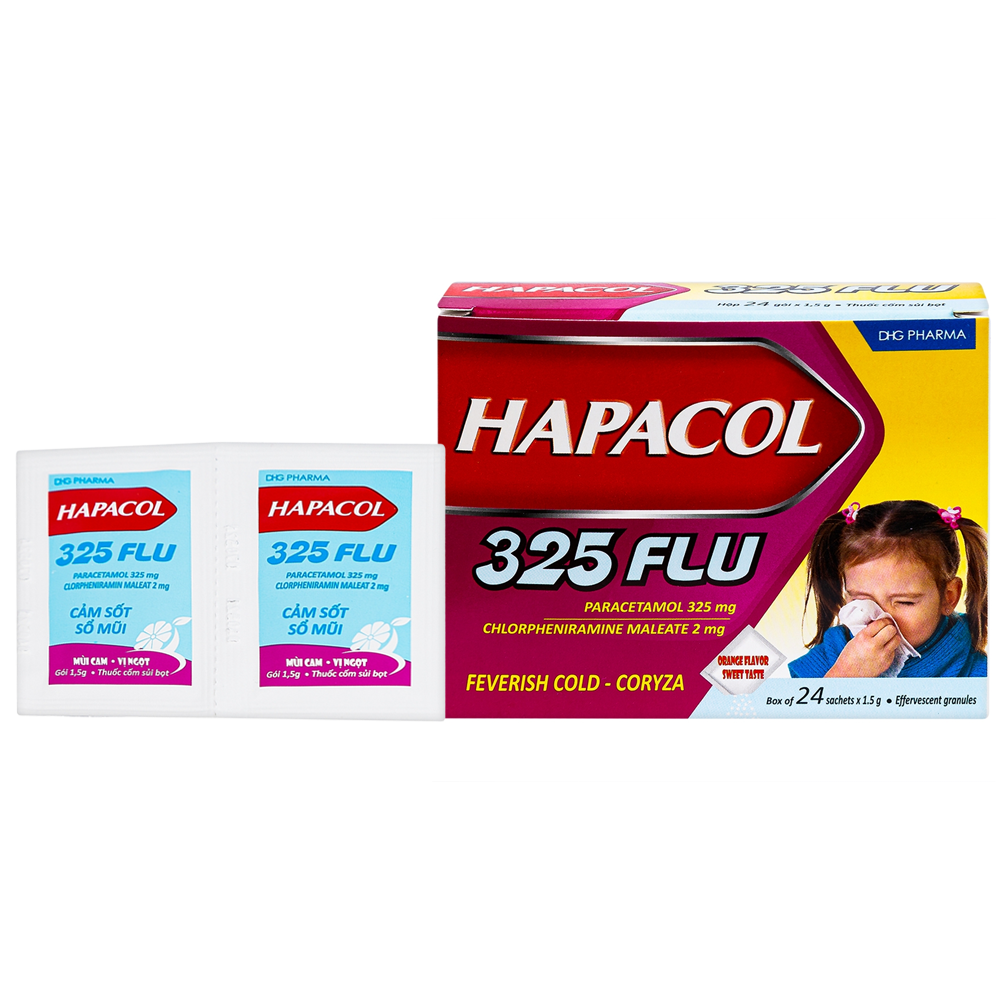 DHG PHARMA
HAPACOL
325 FLU
PARACETAMOL 325 mg
CLORPHENIRAMIN MALEAT 2 mg
CẢM SỐT
SỔ MŨI
MÙI CAM • VỊ NGỌT
Gói 1,5g • Thuốc cốm sủi bọt
DHG PHARMA
HAPACOL
325 FLU
PARACETAMOL 325 mg
CLORPHENIRAMIN MALEAT 2 mg
CẢM SỐT
SỔ MŨI
MÙI CAM • VỊ NGỌT
Gói 1,5g • Thuốc cốm sủi bọt
HAPACOL 325 FLU
Hộp 24 gói x 1,5 g • Thuốc cốm sủi bọt
DHG PHARMA
HAPACOL
325 FLU
PARACETAMOL 325 mg
CHLORPHENIRAMINE MALEATE 2 mg
ORANGE FLAVOR
SWEET TASTE
FEVERISH COLD - CORYZA
Box of 24 sachets x 1.5 g • Effervescent granules